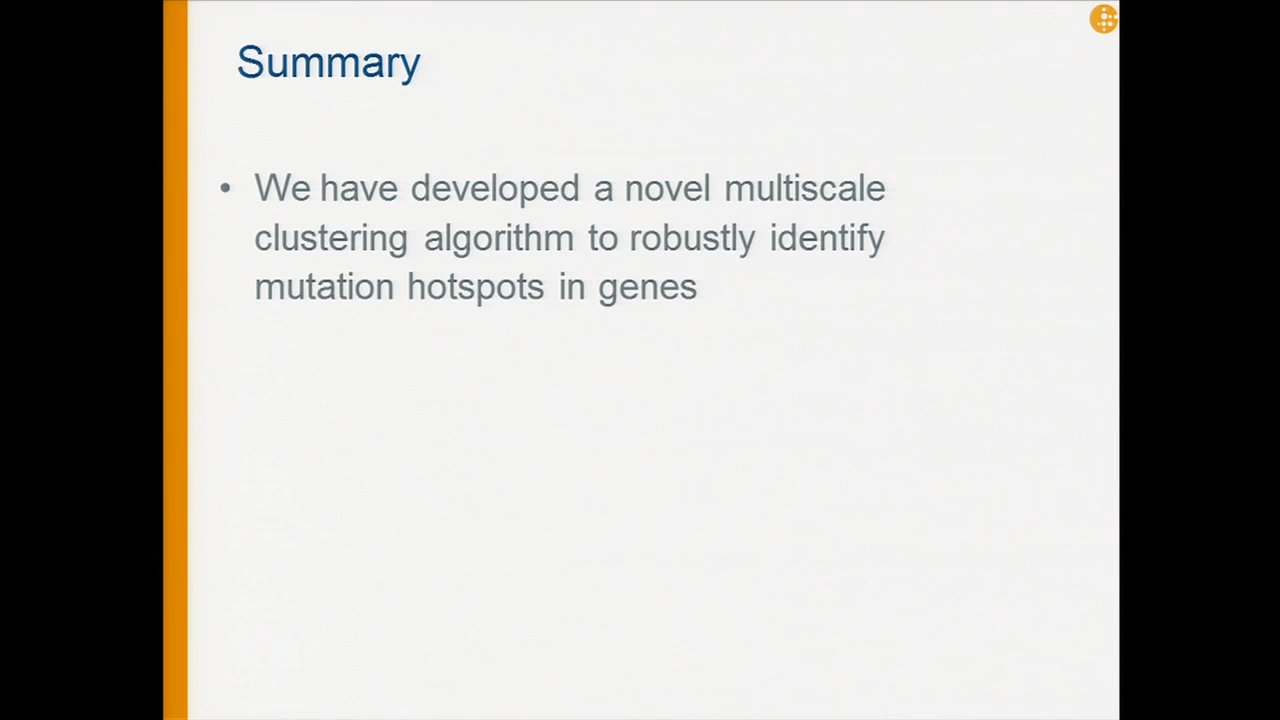 Summary
• We have developed a novel multiscale
clustering algorithm to robustly identify
mutation hotspots in genes